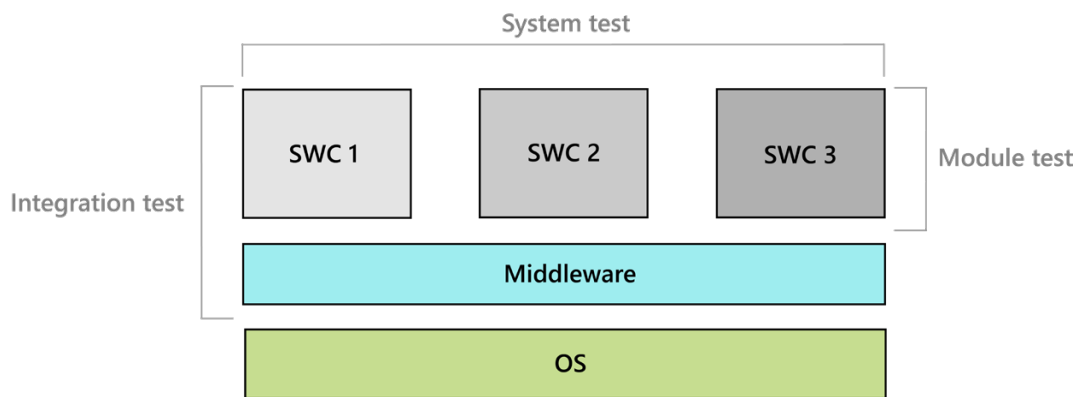 System test
SWC 1
SWC 2
SWC 3
Module test
Integration test
Middleware
OS